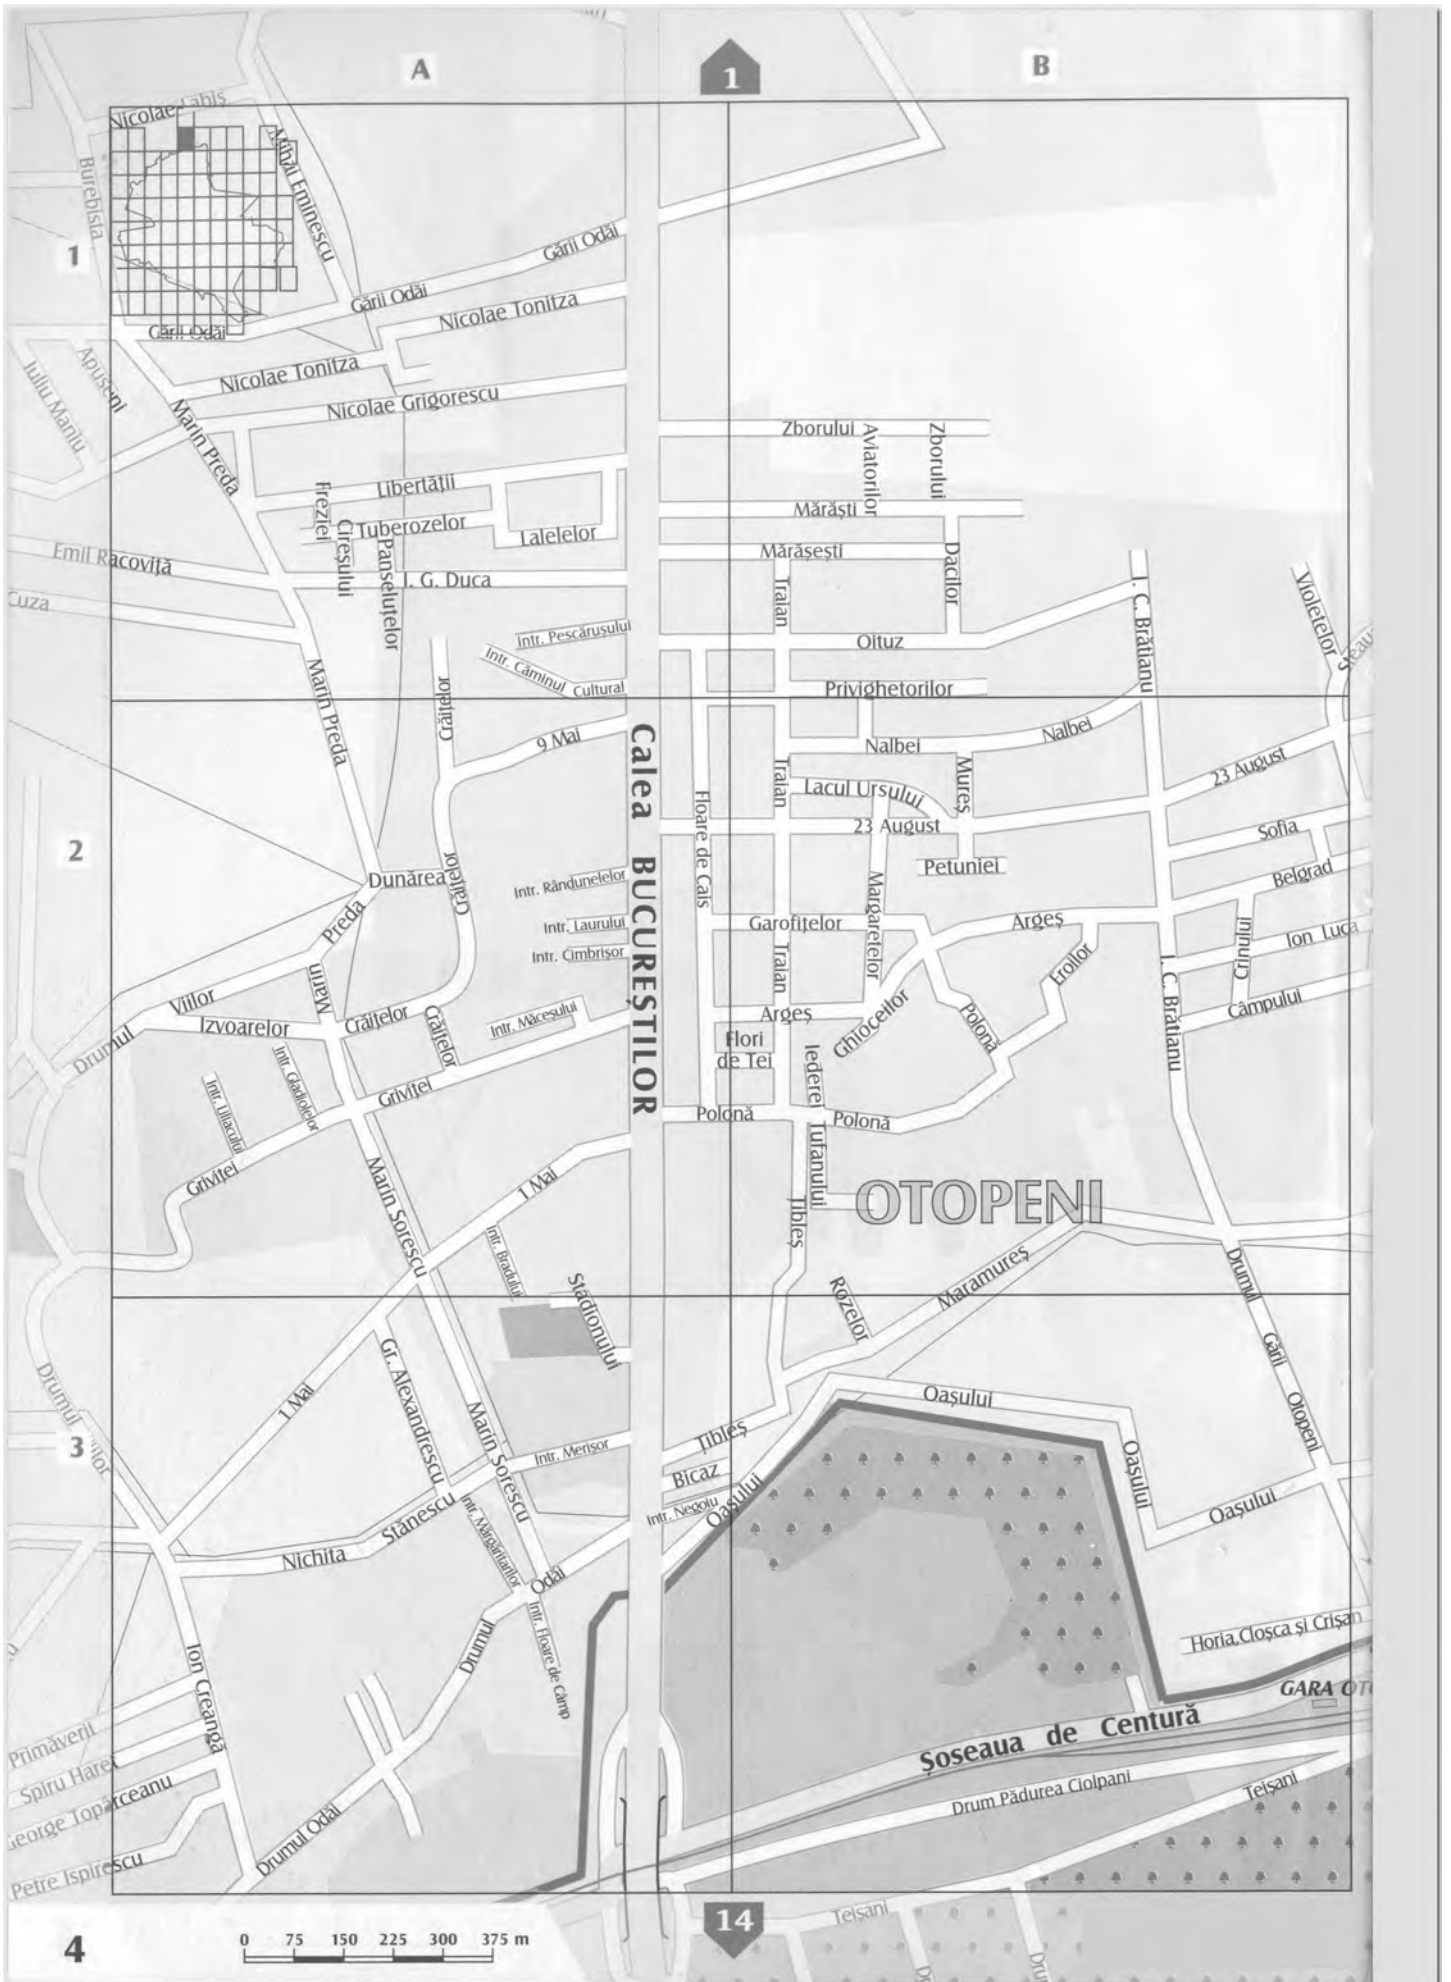 A
1
B
Nicolae Labiș
Mihai Eminescu
Burebista
1
Gării Odăi
Gării Odăi
Gării Odăi
Nicolae Tonitza
Nicolae Tonitza
Apuseni
Iuliu Maniu
Nicolae Grigorescu
Marin Preda
Zborului
Aviatorilor
Zborului
Libertății
Freziei
Tuberozelor
Lalelelor
Cireșului
Panseluțelor
Mărăști
Mărășești
Dacilor
Emil Racoviță
I. G. Duca
Cuza
Traian
I. C. Brătianu
Violetelor
Steau
Intr. Pescărușului
Intr. Căminul Cultural
Oituz
Privighetorilor
Marin Preda
Crăițelor
9 Mai
Calea BUCUREȘTILOR
Nalbei
Nalbei
Traian
Lacul Ursului
Mureș
23 August
23 August
Floare de Cais
Sofia
2
Petuniei
Belgrad
Dunărea
Crăițelor
Intr. Rândunelelor
Margaretelor
Preda
Intr. Laurului
Garofițelor
Argeș
Crinului
Ion Luca
Intr. Cimbrișor
Traian
Eroilor
I. C. Brătianu
Marin
Viilor
Drumul
Izvoarelor
Crăițelor
Crăițelor
Intr. Măceșului
Argeș
Ghioceilor
Polonă
Câmpului
Flori
de Tei
Iederei
Intr. Gladiolelor
Intr. Liliacului
Griviței
Griviței
Polonă
Polonă
Tufanului
Marin Sorescu
1 Mai
Țibleș
OTOPENI
Intr. Bradului
Stadionului
Rozelor
Maramureș
Drumul Gării Otopeni
Drumul Viilor
1 Mai
Gr. Alexandrescu
Marin Sorescu
Oașului
3
Intr. Merișor
Țibleș
Bicaz
Intr. Negoiu
Oașului
Oașului
Oașului
Stănescu
Nichita
Intr. Mărgăritarilor
Odăi
Drumul
Intr. Floare de Câmp
Ion Creangă
Horia, Cloșca și Crișan
GARA OTO
Primăverii
Spiru Haret
George Topârceanu
Petre Ispirescu
Drumul Odăi
Șoseaua de Centură
Drum Pădurea Ciolpani
Teișani
4
0 75 150 225 300 375 m
14
Teișani
Dr
Dru